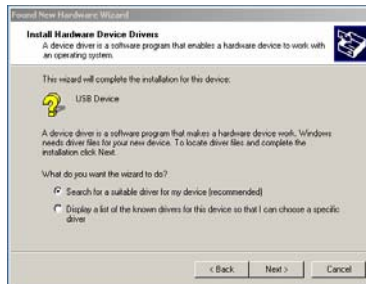 Found New Hardware Wizard
Install Hardware Device Drivers
A device driver is a software program that enables a hardware device to work with
an operating system.
This wizard will complete the installation for this device:
USB Device
A device driver is a software program that makes a hardware device work. Windows
needs driver files for your new device. To locate driver files and complete the
installation click Next.
What do you want the wizard to do?
Search for a suitable driver for my device (recommended)
Display a list of the known drivers for this device so that I can choose a specific
driver
< Back
Next >
Cancel